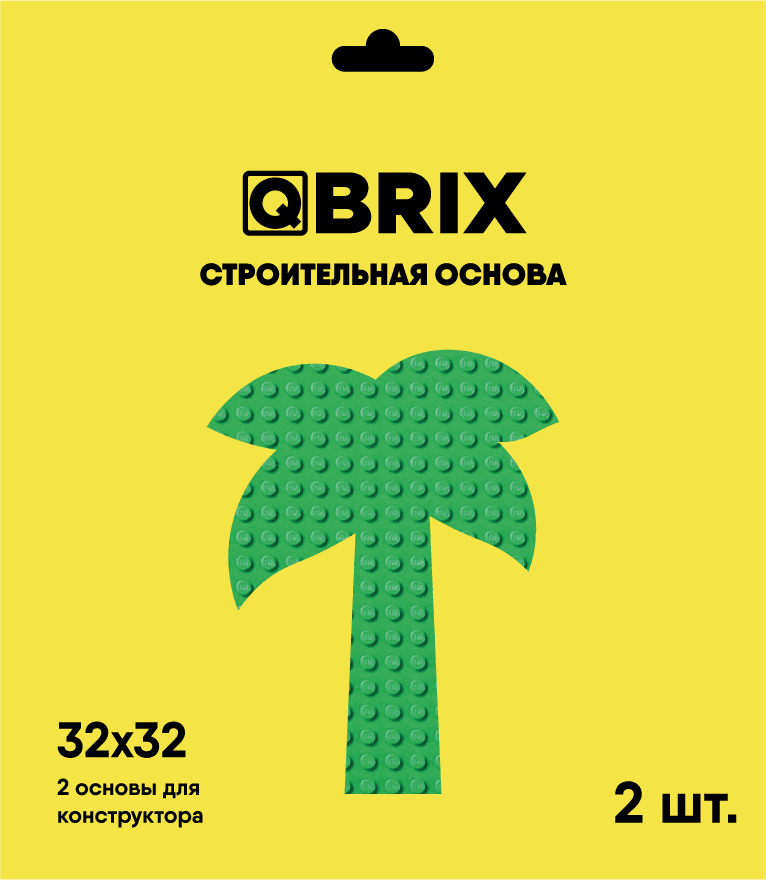 QBRIX
СТРОИТЕЛЬНАЯ ОСНОВА
32x32
2 основы для
конструктора
2 шт.